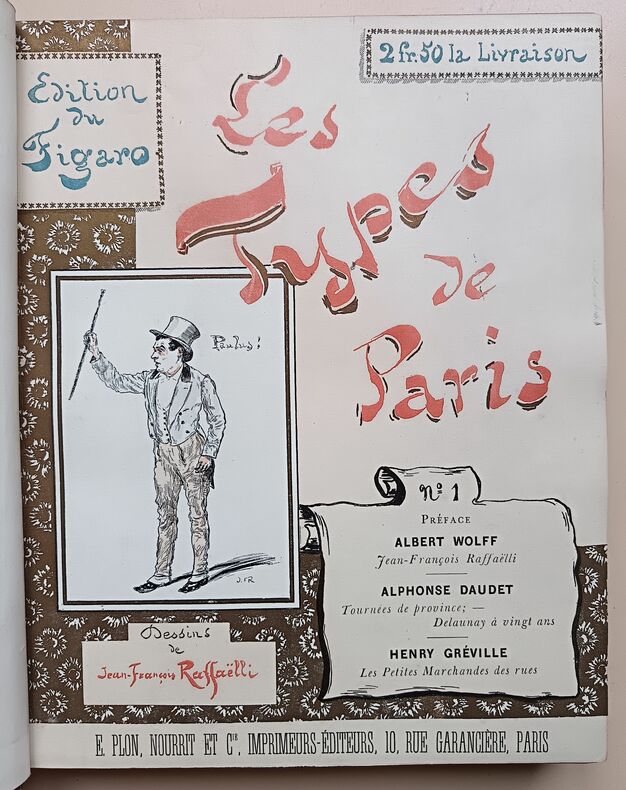 Edition
du
Figaro
2 fr. 50 la Livraison
Les
Types
de
Paris
Paulus!
J.F.R
No 1
PRÉFACE
ALBERT WOLFF
Jean-François Raffaëlli
ALPHONSE DAUDET
Tournées de province; —
Delaunay à vingt ans
HENRY GRÉVILLE
Les Petites Marchandes des rues
Dessins
de
Jean-François Raffaëlli
E. PLON, NOURRIT ET Cie, IMPRIMEURS-ÉDITEURS, 10, RUE GARANCIÈRE, PARIS